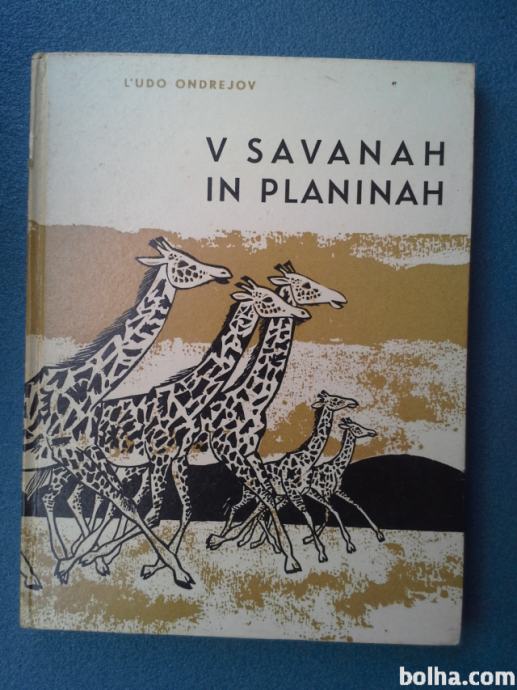 L'UDO ONDREJOV
V SAVANAH
IN PLANINAH
bolha.com